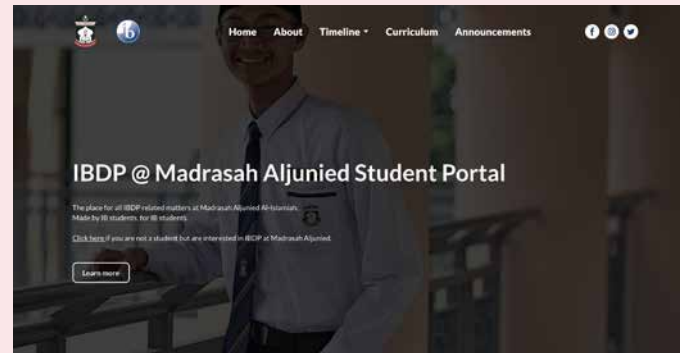 Home About Timeline Curriculum Announcements
IBDP @ Madrasah Aljunied Student Portal
The place for all IBDP related matters at Madrasah Aljunied Al-Islamiah.
Made by IB students, for IB students.
Click here if you are not a student but are interested in IBDP at Madrasah Aljunied.
Learn more